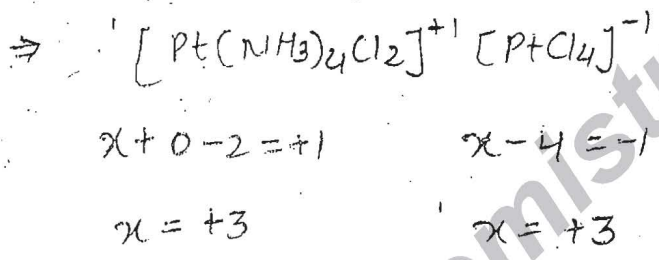 ⇒ [Pt(NH3)4Cl2]+1 [PtCl4]-1
x+0-2=+1 x-4=-1
x=+3 x=+3